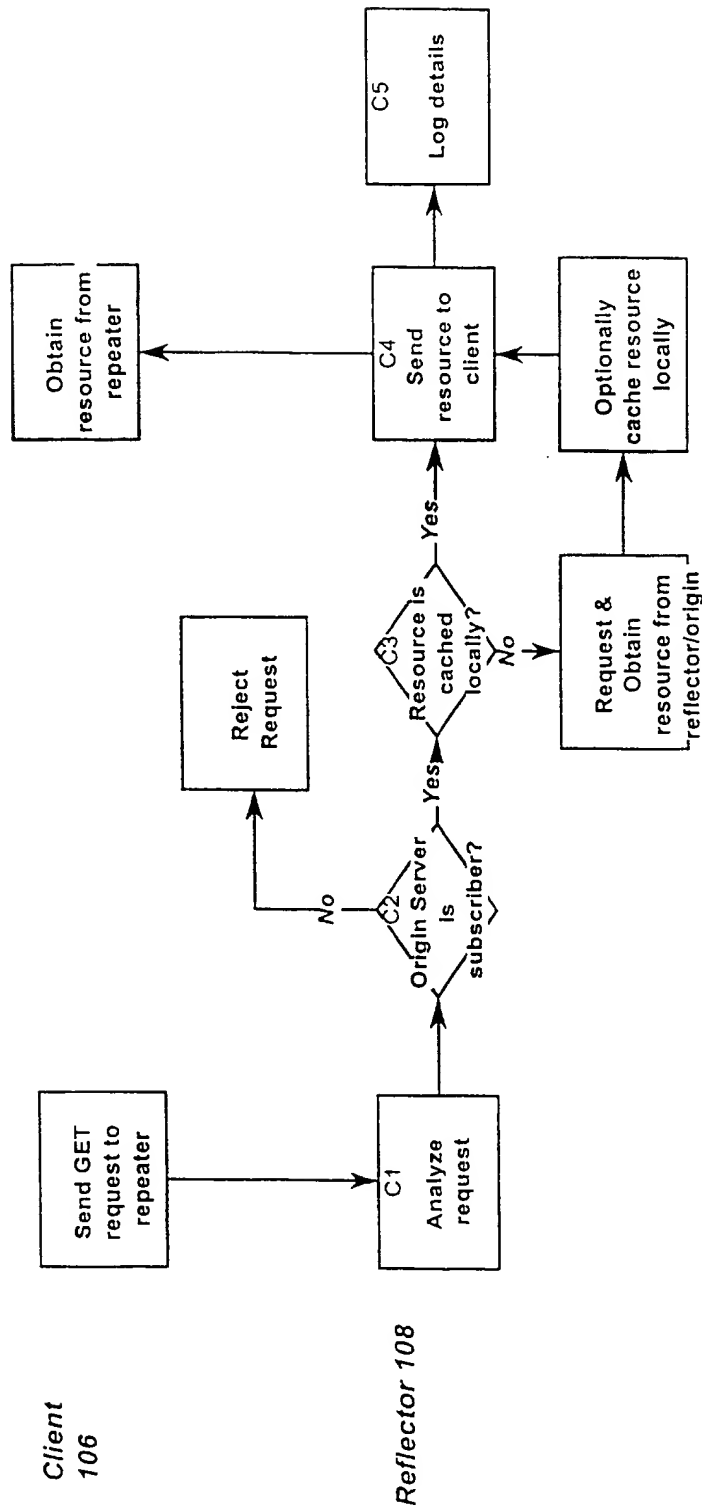 Client
106
Send GET
request to
repeater
Obtain
resource from
repeater
Reject
Request
Reflector 108
C1
Analyze
request
C2
Origin Server
is
subscriber?
No
Yes
C3
Resource is
cached
locally?
Yes
No
C4
Send
resource to
client
C5
Log details
Request &
Obtain
resource from
reflector/origin
Optionally
cache resource
locally